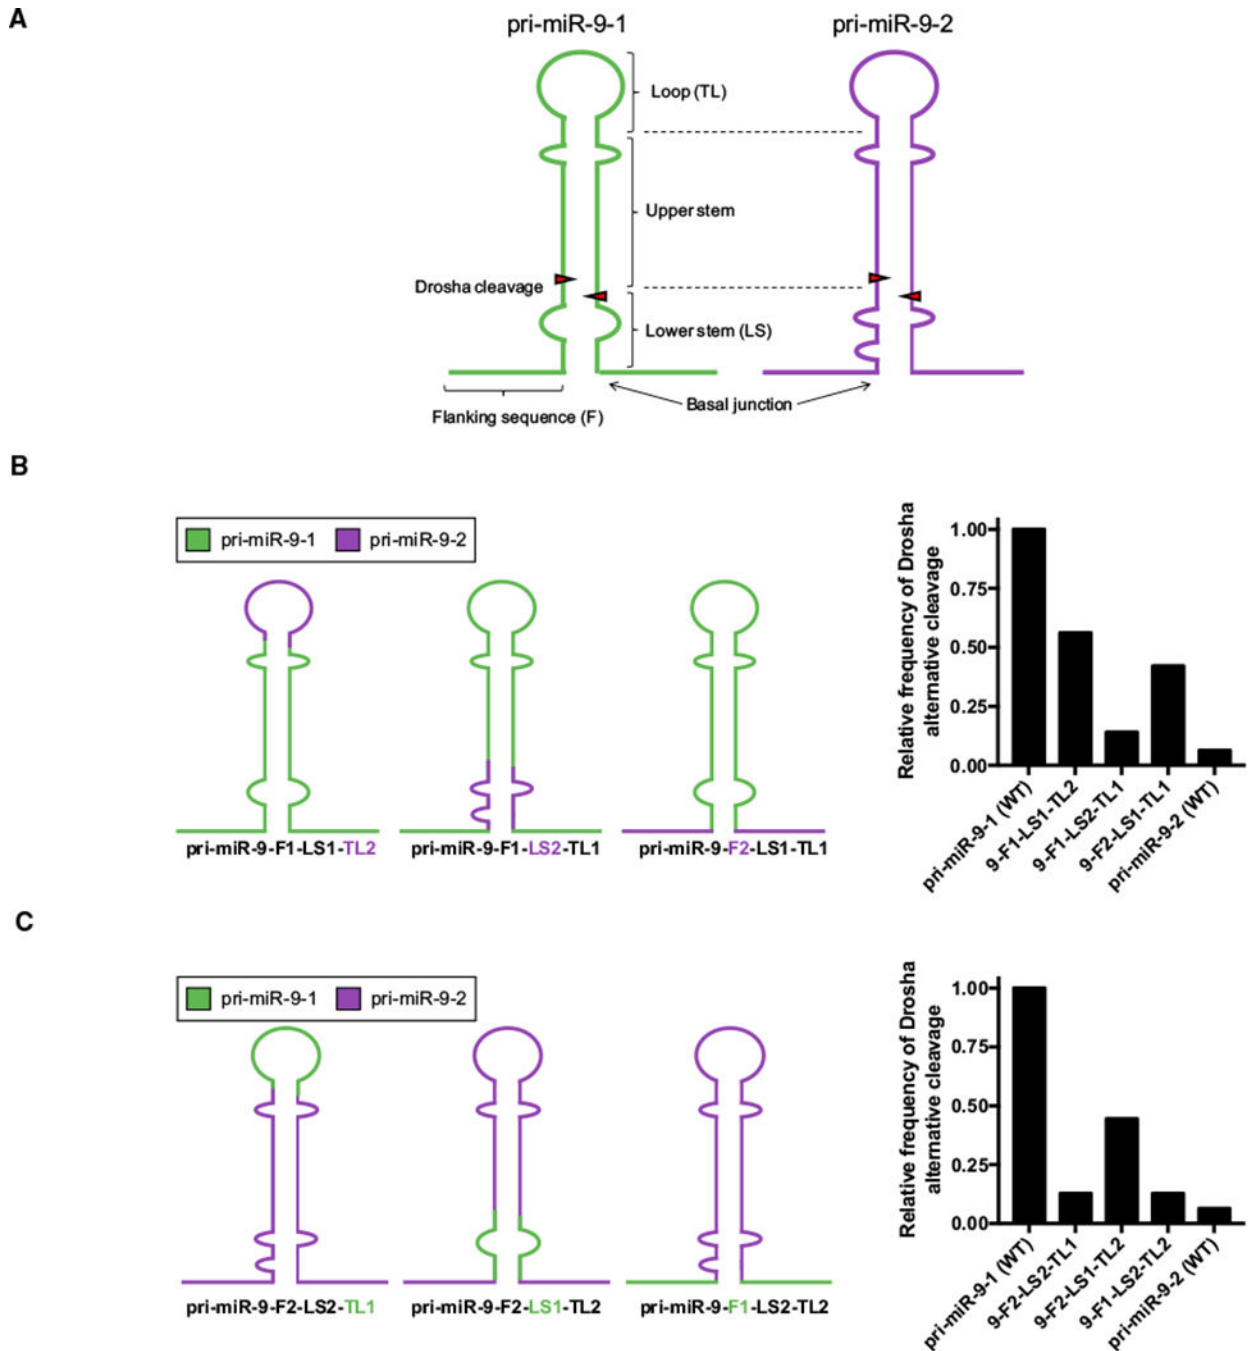 A
pri-miR-9-1
pri-miR-9-2
Loop (TL)
Upper stem
Drosha cleavage
Lower stem (LS)
Basal junction
Flanking sequence (F)
B
pri-miR-9-1
pri-miR-9-2
pri-miR-9-F1-LS1-TL2
pri-miR-9-F1-LS2-TL1
pri-miR-9-F2-LS1-TL1
Relative frequency of Drosha
alternative cleavage
1.00
0.75
0.50
0.25
0.00
pri-miR-9-1 (WT)
9-F1-LS1-TL2
9-F1-LS2-TL1
9-F2-LS1-TL1
pri-miR-9-2 (WT)
C
pri-miR-9-1
pri-miR-9-2
pri-miR-9-F2-LS2-TL1
pri-miR-9-F2-LS1-TL2
pri-miR-9-F1-LS2-TL2
Relative frequency of Drosha
alternative cleavage
1.00
0.75
0.50
0.25
0.00
pri-miR-9-1 (WT)
9-F2-LS2-TL1
9-F2-LS1-TL2
9-F1-LS2-TL2
pri-miR-9-2 (WT)